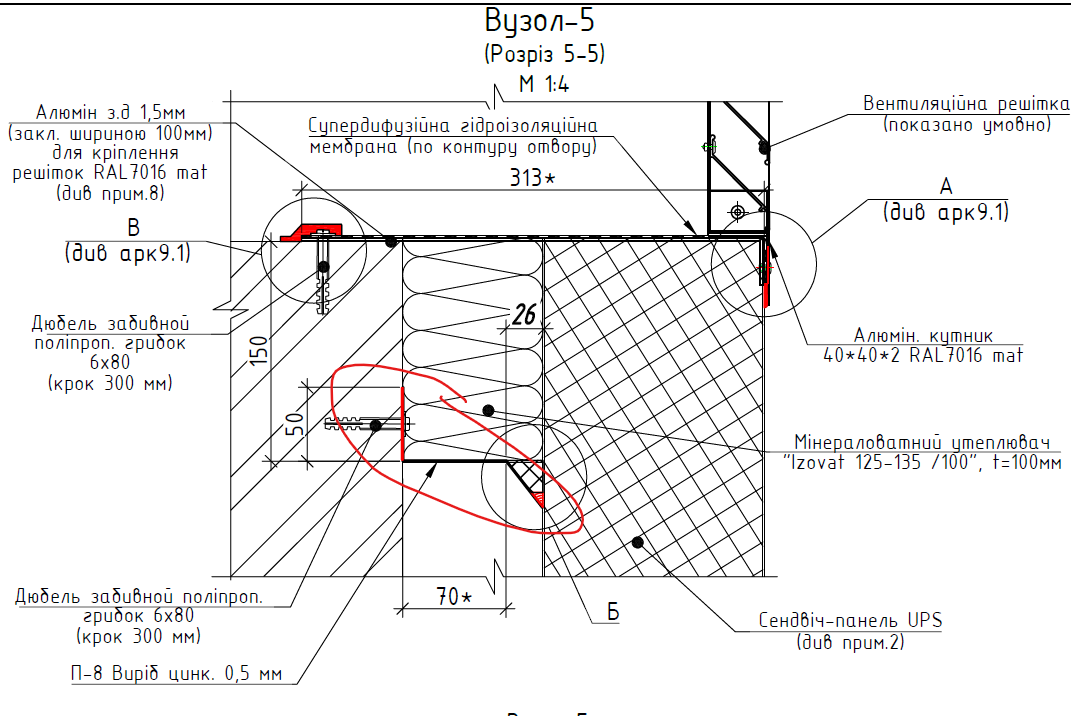 Вузол-5
(Розріз 5-5)
М 1:4
Алюмін з.д 1,5мм
(закл. шириною 100мм)
для кріплення
решіток RAL7016 mat
(див прим.8)
Супердифузійна гідроізоляційна
мембрана (по контуру отвору)
Вентиляційна решітка
(показано умовно)
313*
А
(див арк9.1)
В
(див арк9.1)
Дюбель забивной
поліпроп. грибок
6х80
(крок 300 мм)
150
26
50
Алюмін. кутник
40*40*2 RAL7016 mat
Мінераловатний утеплювач
"Izovat 125-135 /100", t=100мм
Дюбель забивной поліпроп.
грибок 6х80
(крок 300 мм)
70*
Б
Сендвіч-панель UPS
(див прим.2)
П-8 Виріб цинк. 0,5 мм